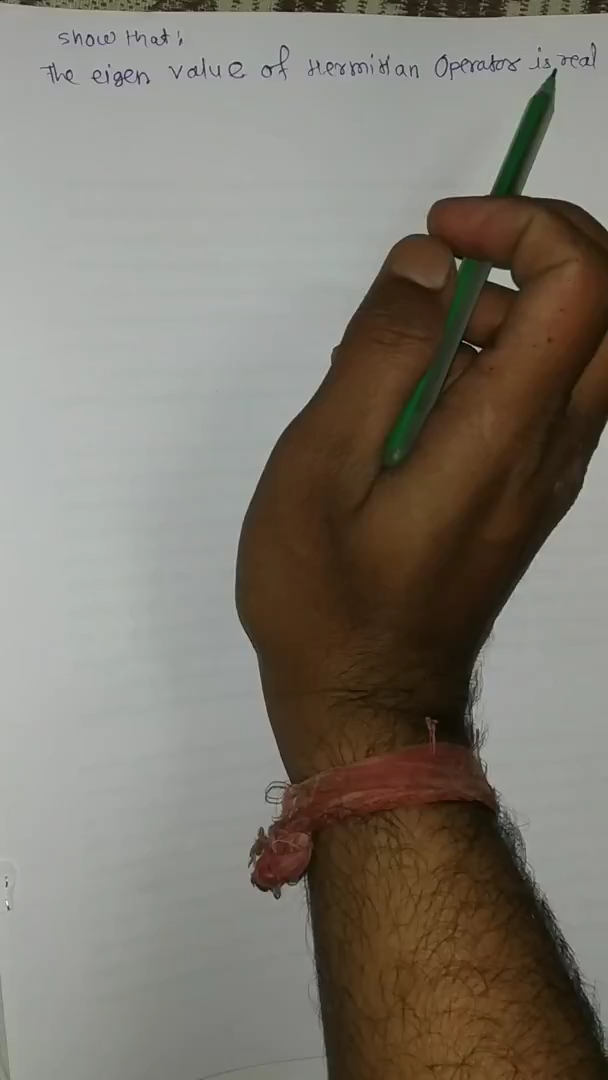 show that:
The eigen value of Hermitian Operator is real